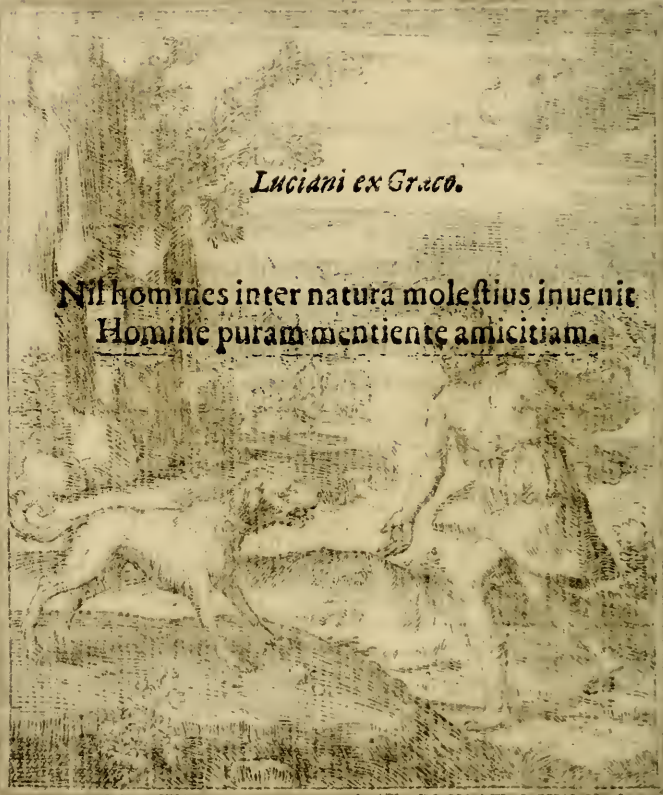 Luciani ex Græco.
Nil homines inter natura moleſtius inuenit
Homine puram mentiente amicitiam.